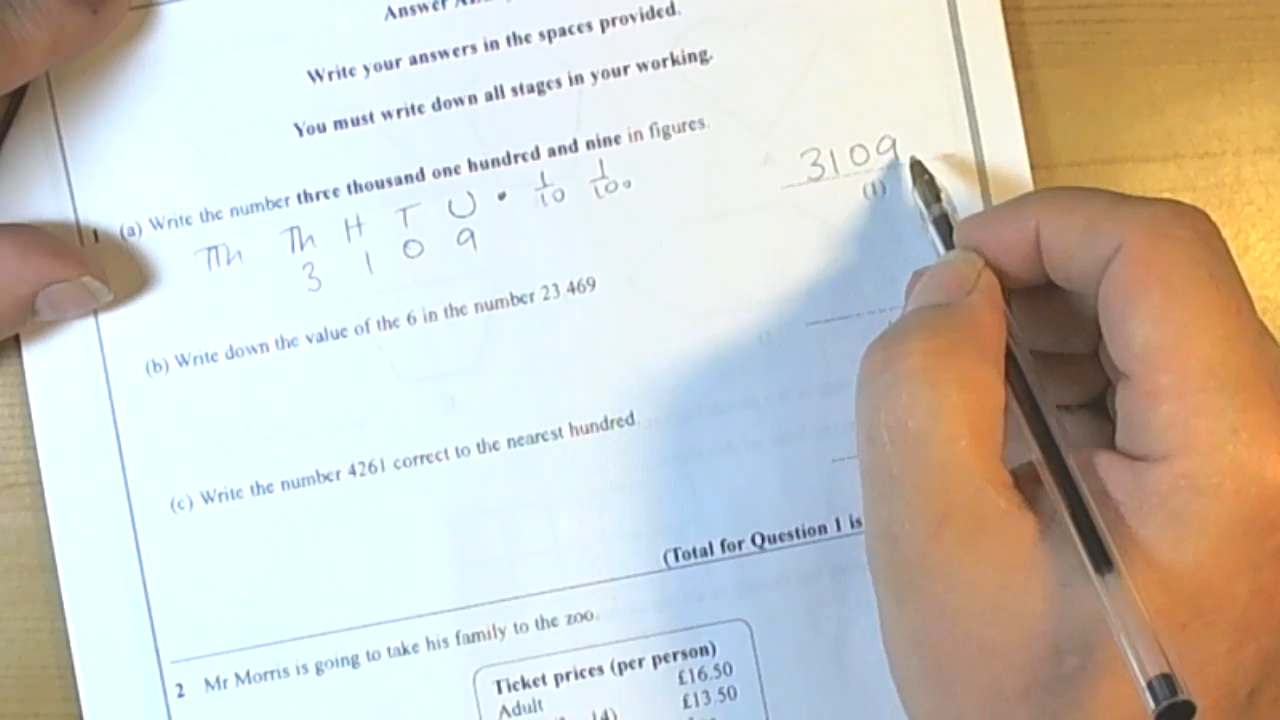 Answer
Write your answers in the spaces provided.
You must write down all stages in your working.
1 (a) Write the number three thousand one hundred and nine in figures.
TTh Th H T U . 1/10 1/100
3 1 0 9
3109
(1)
(b) Write down the value of the 6 in the number 23 469
(c) Write the number 4261 correct to the nearest hundred.
(Total for Question 1 is
2 Mr Morris is going to take his family to the zoo.
Ticket prices (per person)
Adult £16.50
14) £13.50